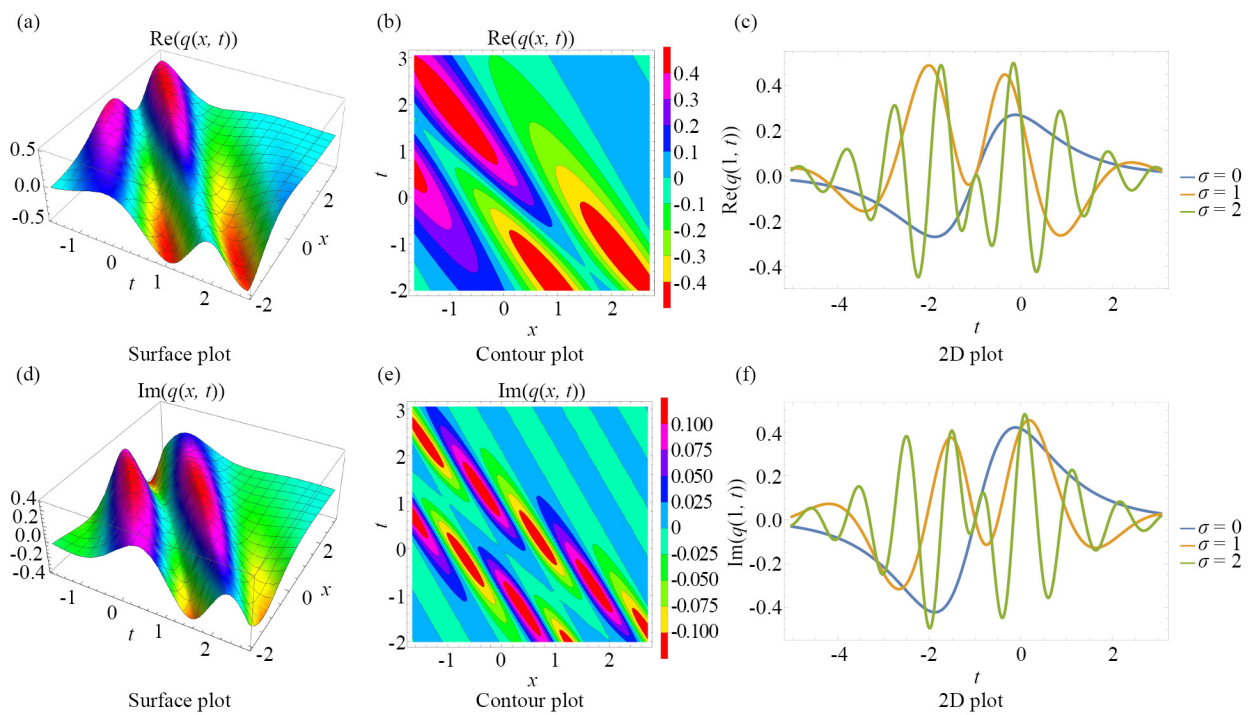 (a)
Re(q(x, t))
0.5
0.0
-0.5
-1
0
1
2
t
-2
0
2
x
Surface plot
(b)
Re(q(x, t))
3
2
1
0
-1
-2
t
-1
0
1
2
x
0.4
0.3
0.2
0.1
0
-0.1
-0.2
-0.3
-0.4
Contour plot
(c)
0.4
0.2
0.0
-0.2
-0.4
Re(q(1, t))
-4
-2
0
2
t
σ = 0
σ = 1
σ = 2
2D plot
(d)
Im(q(x, t))
0.4
0.2
0.0
-0.2
-0.4
-1
0
1
2
t
-2
0
2
x
Surface plot
(e)
Im(q(x, t))
3
2
1
0
-1
-2
t
-1
0
1
2
x
0.100
0.075
0.050
0.025
0
-0.025
-0.050
-0.075
-0.100
Contour plot
(f)
0.4
0.2
0.0
-0.2
-0.4
Im(q(1, t))
-4
-2
0
2
t
σ = 0
σ = 1
σ = 2
2D plot